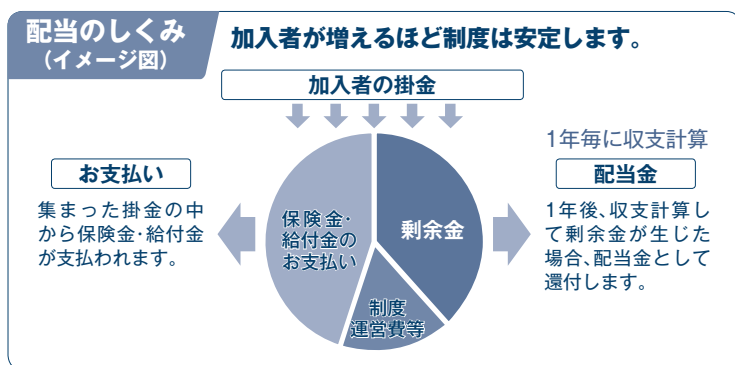 配当のしくみ
(イメージ図)
加入者が増えるほど制度は安定します。
加入者の掛金
お支払い
集まった掛金の中
から保険金・給付金
が支払われます。
保険金・
給付金の
お支払い
剰余金
制度
運営費等
1年毎に収支計算
配当金
1年後、収支計算し
て剰余金が生じた
場合、配当金として
還付します。